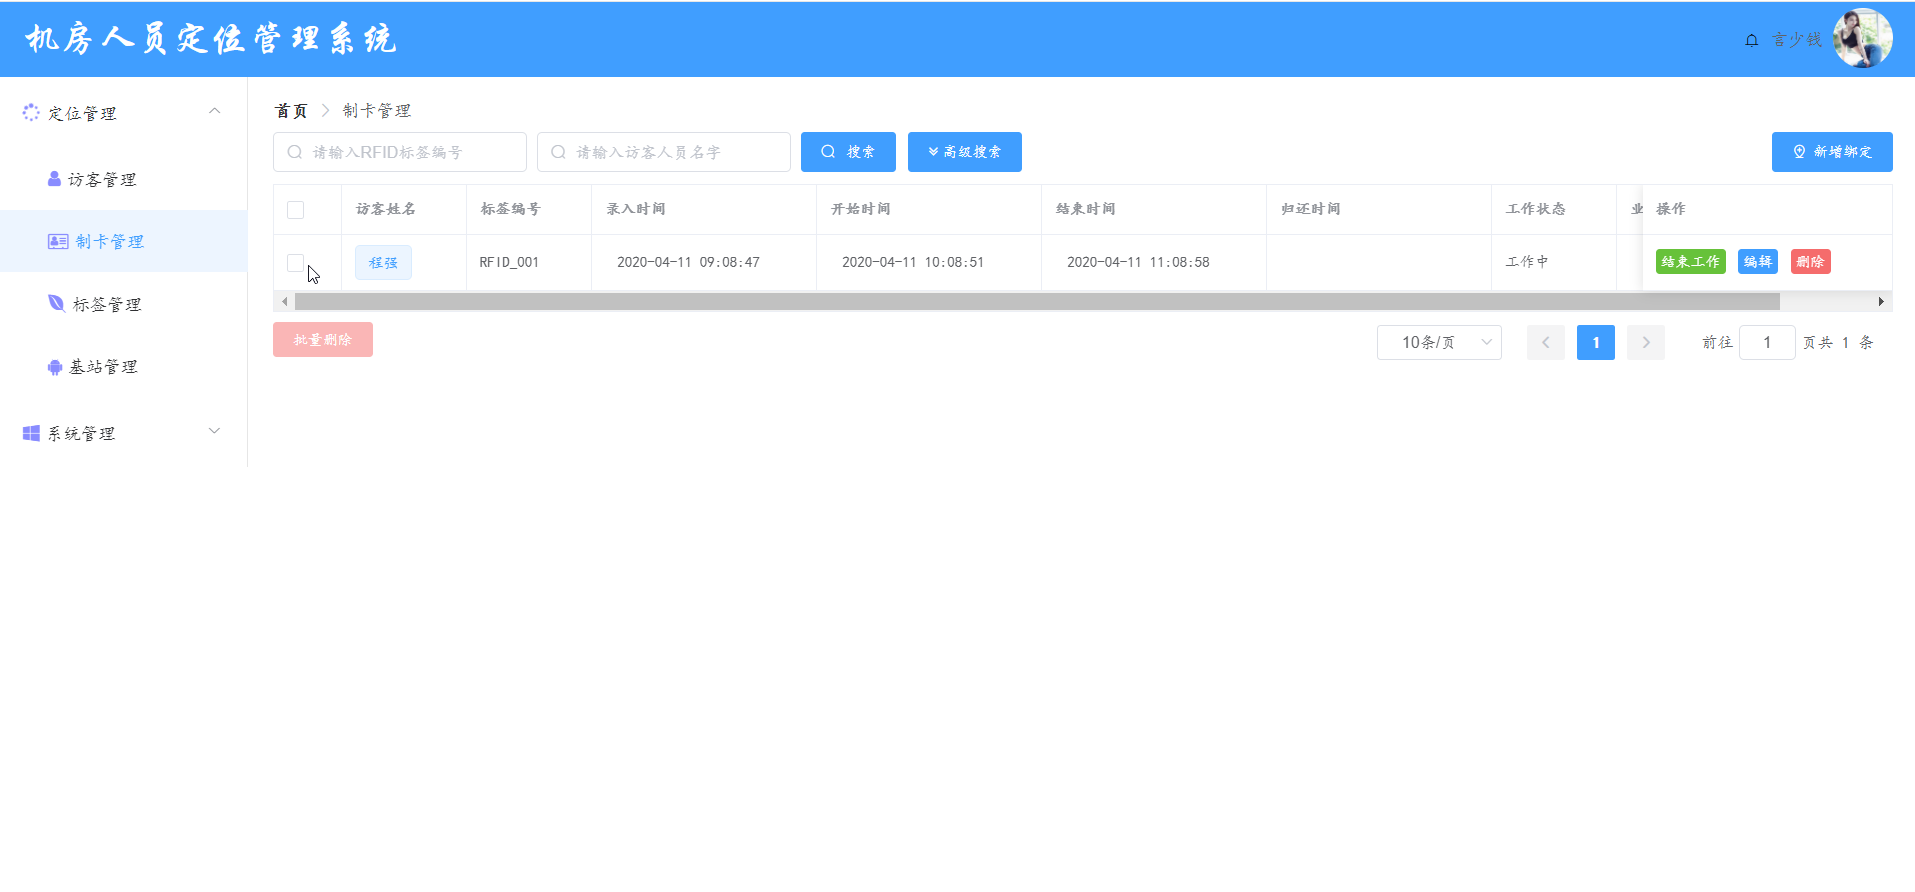 机房人员定位管理系统
言少钱
定位管理
访客管理
制卡管理
标签管理
基站管理
系统管理
首页 制卡管理
请输入RFID标签编号 请输入访客人员名字 搜索 高级搜索 新增绑定
访客姓名 标签编号 录入时间 开始时间 结束时间 归还时间 工作状态 业 操作
程强 RFID_001 2020-04-11 09:08:47 2020-04-11 10:08:51 2020-04-11 11:08:58 工作中 结束工作 编辑 删除
批量删除 10条/页 1 前往 1 页共 1 条